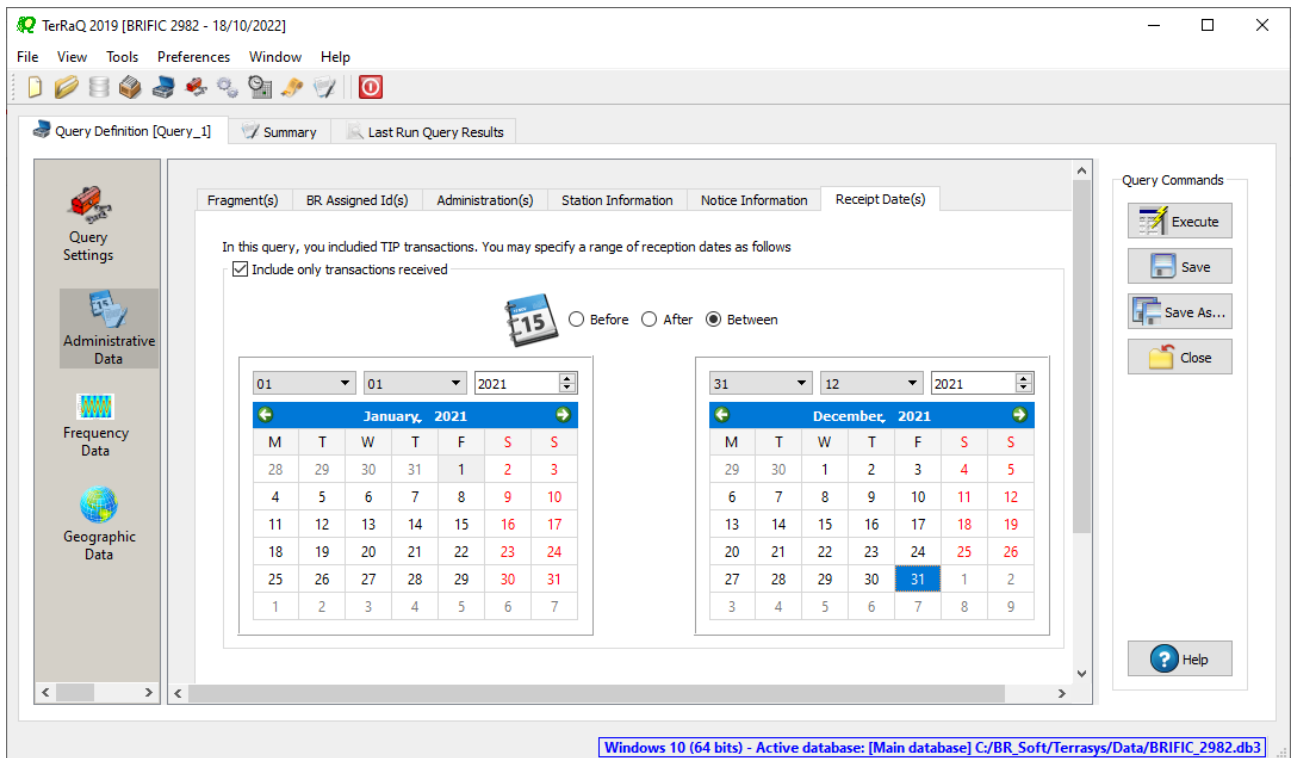 TerRaQ 2019 [BRIFIC 2982 - 18/10/2022]
File View Tools Preferences Window Help
Query Definition [Query_1] Summary Last Run Query Results
Query Settings
Administrative Data
Frequency Data
Geographic Data
Fragment(s) BR Assigned Id(s) Administration(s) Station Information Notice Information Receipt Date(s)
In this query, you includied TIP transactions. You may specify a range of reception dates as follows
Include only transactions received
15 Before After Between
01 01 2021
January, 2021
M T W T F S S
28 29 30 31 1 2 3
4 5 6 7 8 9 10
11 12 13 14 15 16 17
18 19 20 21 22 23 24
25 26 27 28 29 30 31
1 2 3 4 5 6 7
31 12 2021
December, 2021
M T W T F S S
29 30 1 2 3 4 5
6 7 8 9 10 11 12
13 14 15 16 17 18 19
20 21 22 23 24 25 26
27 28 29 30 31 1 2
3 4 5 6 7 8 9
Query Commands
Execute
Save
Save As...
Close
Help
Windows 10 (64 bits) - Active database: [Main database] C:/BR_Soft/Terrasys/Data/BRIFIC_2982.db3